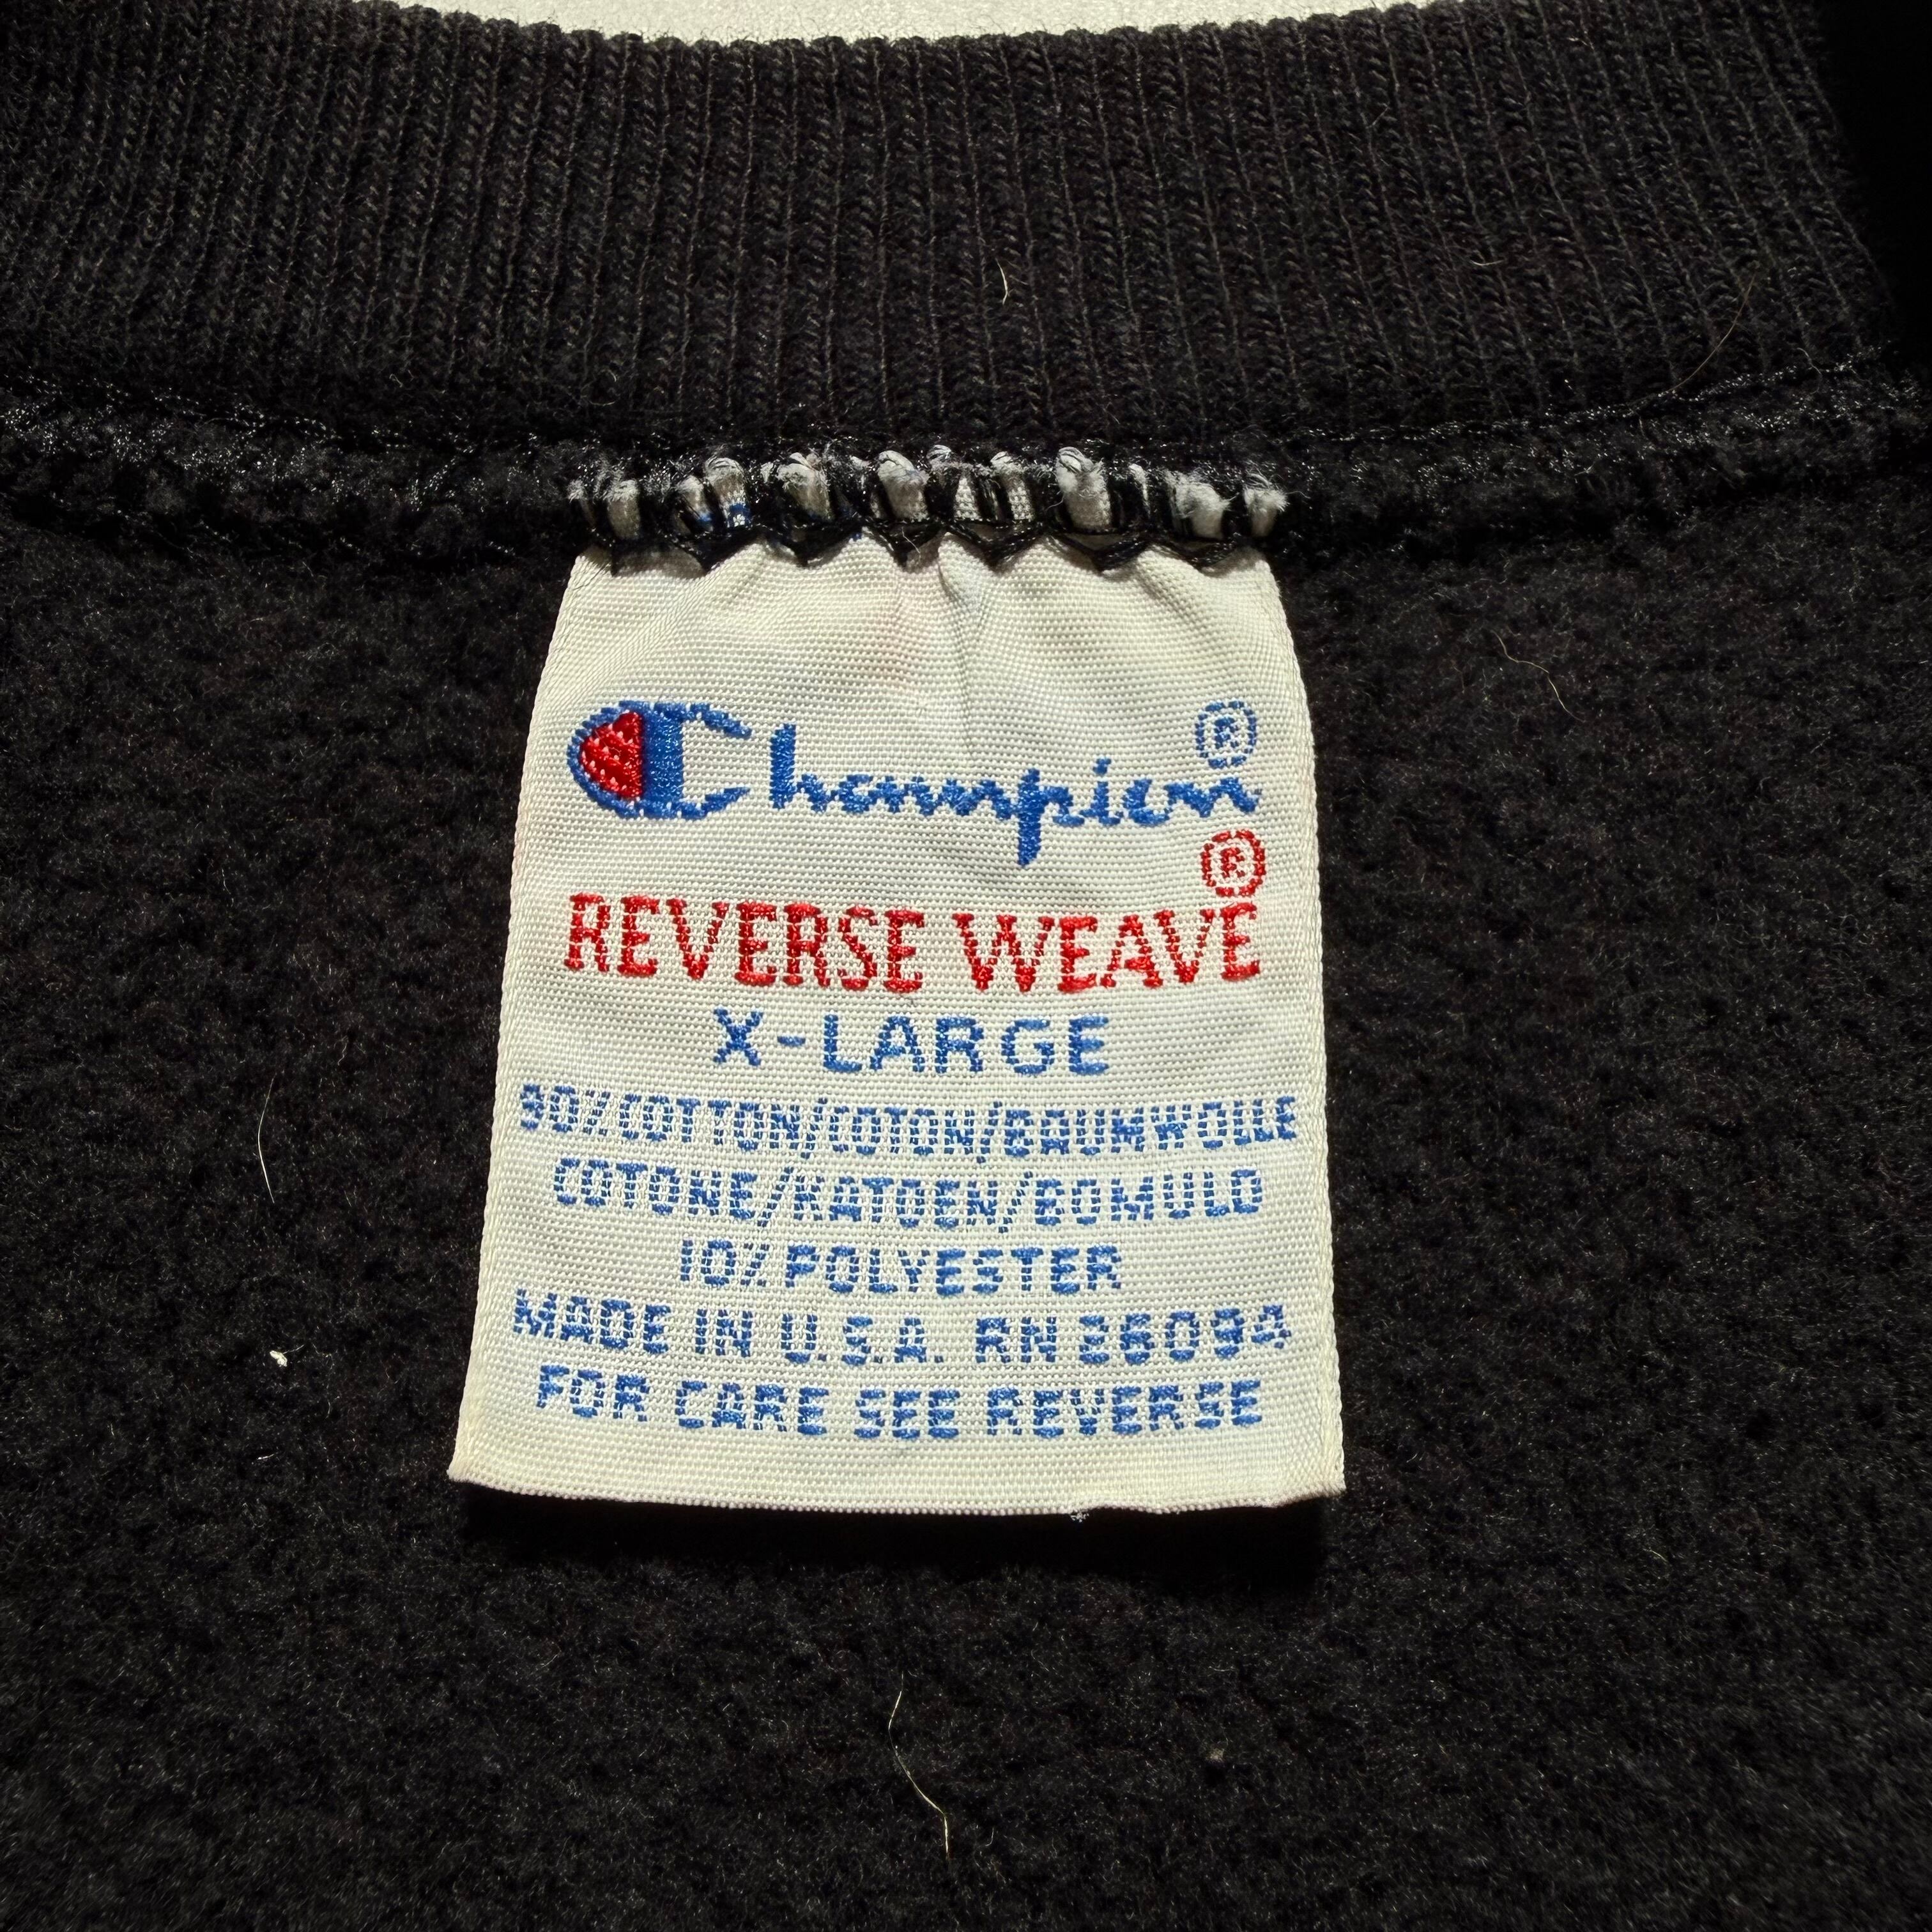 Champion®
REVERSE WEAVE®
X-LARGE
90% COTTON/COTON/BAUMWOLLE
COTONE/KATOEN/BOMULD
10% POLYESTER
MADE IN U.S.A. RN 26094
FOR CARE SEE REVERSE